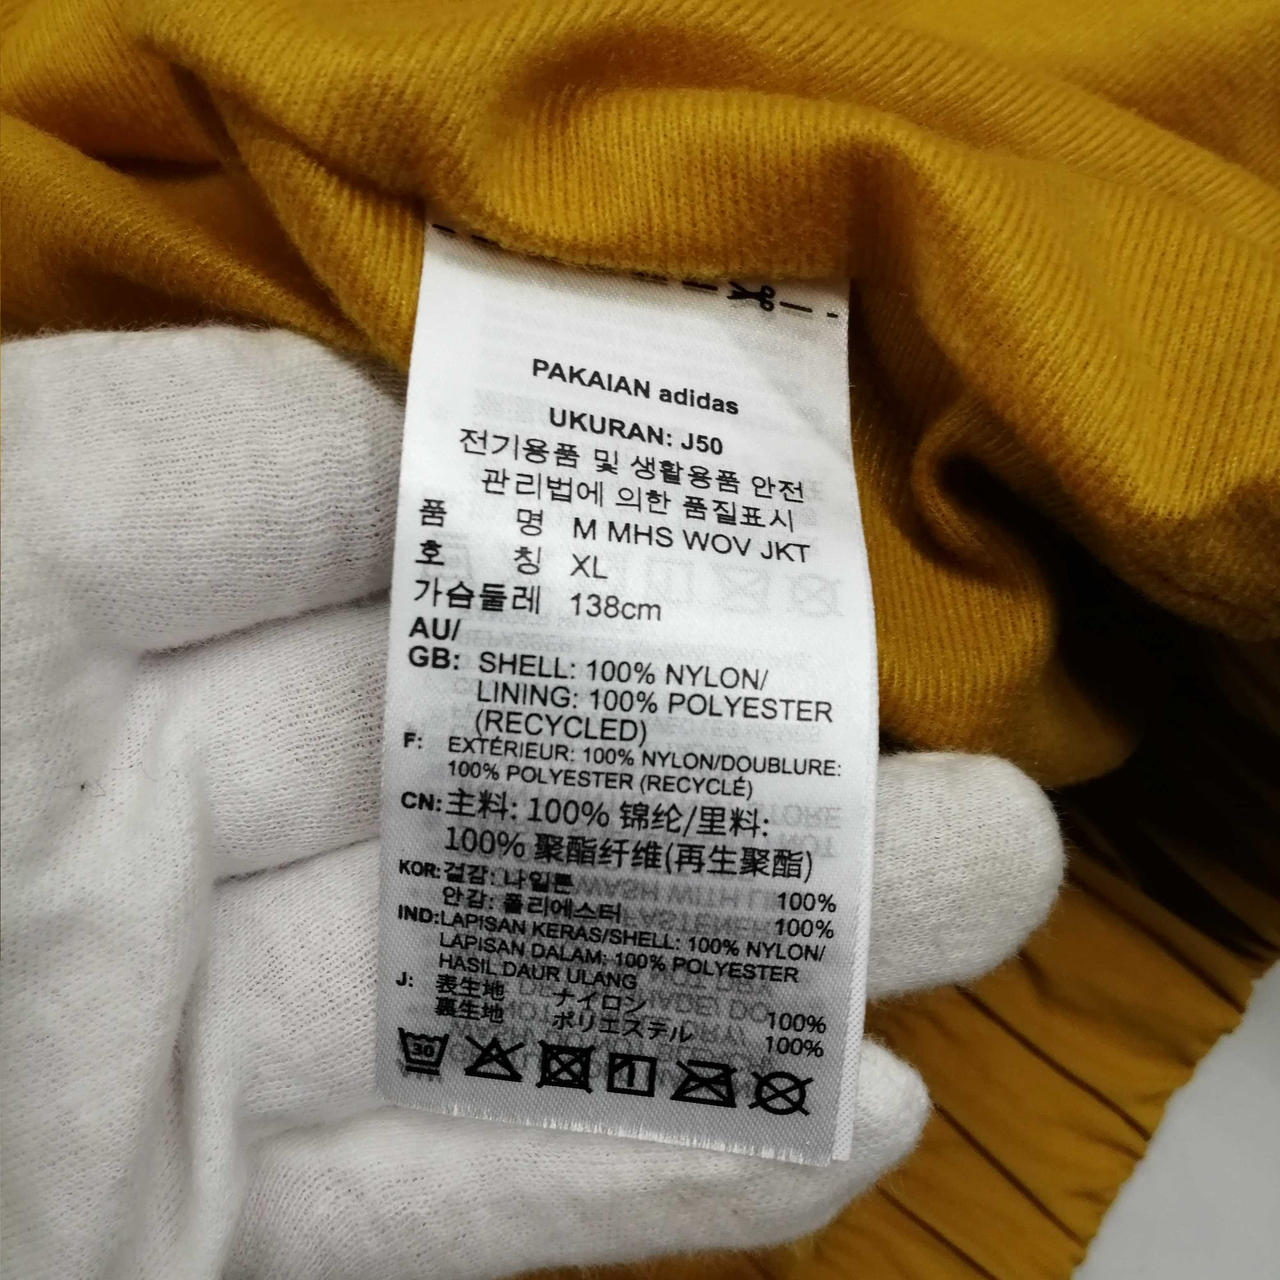 PAKAIAN adidas
UKURAN: J50
전기용품 및 생활용품 안전
관리법에 의한 품질표시
품 명 M MHS WOV JKT
호 칭 XL
가슴둘레 138cm
AU/
GB: SHELL: 100% NYLON/
LINING: 100% POLYESTER
(RECYCLED)
F: EXTÉRIEUR: 100% NYLON/DOUBLURE:
100% POLYESTER (RECYCLÉ)
CN: 主料: 100% 锦纶/里料:
100% 聚酯纤维(再生聚酯)
KOR: 겉감: 나일론 100%
안감: 폴리에스터 100%
IND: LAPISAN KERAS/SHELL: 100% NYLON/
LAPISAN DALAM: 100% POLYESTER
HASIL DAUR ULANG
J: 表生地 ナイロン 100%
裏生地 ポリエステル 100%
30